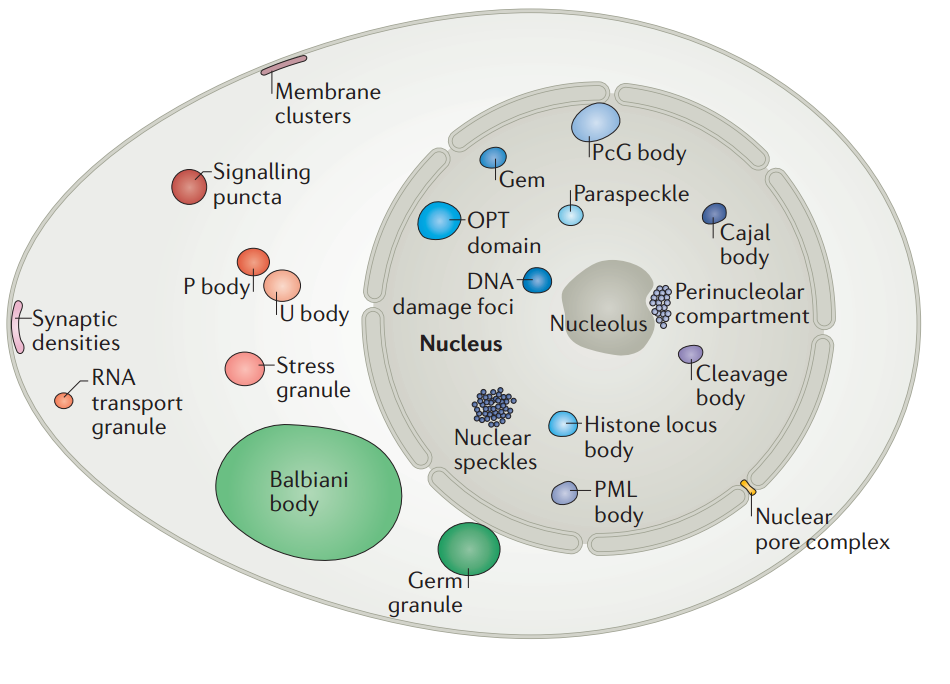 Membrane
clusters
Signalling
puncta
PcG body
Gem
Paraspeckle
OPT
domain
Cajal
body
P body
U body
DNA
damage foci
Nucleolus
Perinucleolar
compartment
Synaptic
densities
Nucleus
Stress
granule
RNA
transport
granule
Cleavage
body
Nuclear
speckles
Histone locus
body
Balbiani
body
PML
body
Nuclear
pore complex
Germ
granule